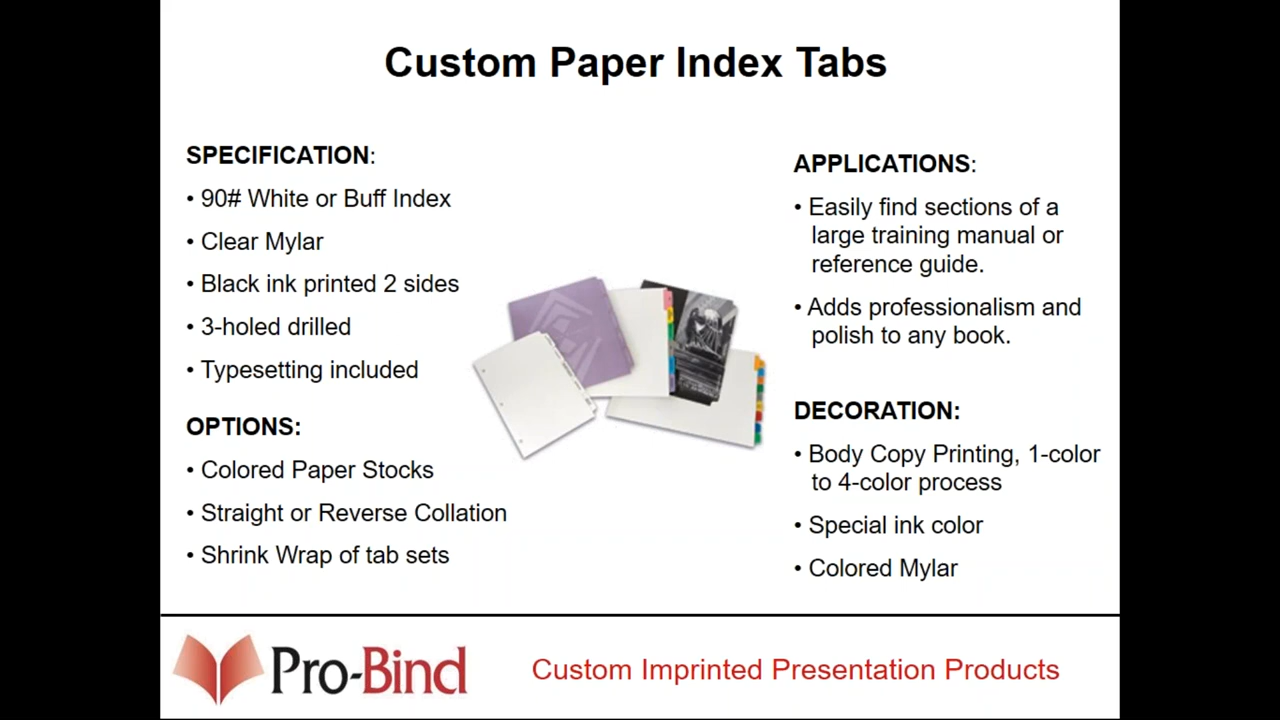 Custom Paper Index Tabs
SPECIFICATION:
• 90# White or Buff Index
• Clear Mylar
• Black ink printed 2 sides
• 3-holed drilled
• Typesetting included
OPTIONS:
• Colored Paper Stocks
• Straight or Reverse Collation
• Shrink Wrap of tab sets
APPLICATIONS:
• Easily find sections of a
large training manual or
reference guide.
• Adds professionalism and
polish to any book.
DECORATION:
• Body Copy Printing, 1-color
to 4-color process
• Special ink color
• Colored Mylar
Pro-Bind
Custom Imprinted Presentation Products